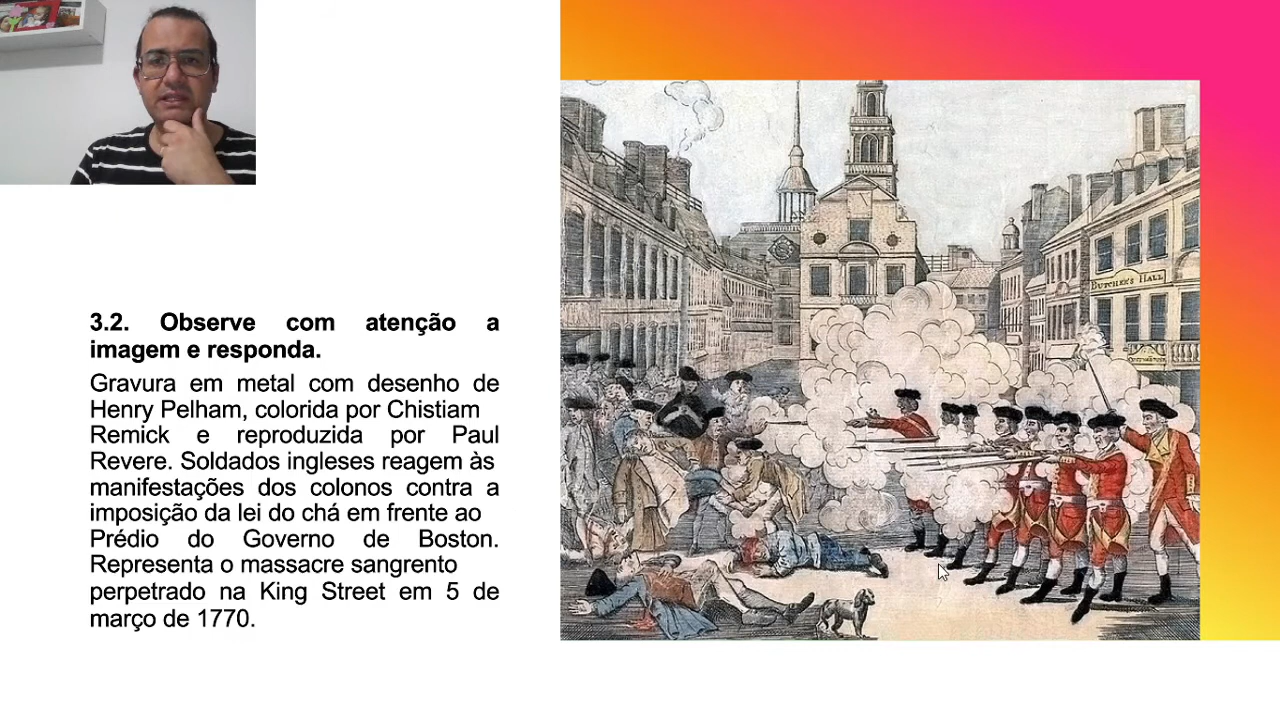 3.2. Observe com atenção a
imagem e responda.
Gravura em metal com desenho de
Henry Pelham, colorida por Chistiam
Remick e reproduzida por Paul
Revere. Soldados ingleses reagem às
manifestações dos colonos contra a
imposição da lei do chá em frente ao
Prédio do Governo de Boston.
Representa o massacre sangrento
perpetrado na King Street em 5 de
março de 1770.
BUTCHER'S HALL